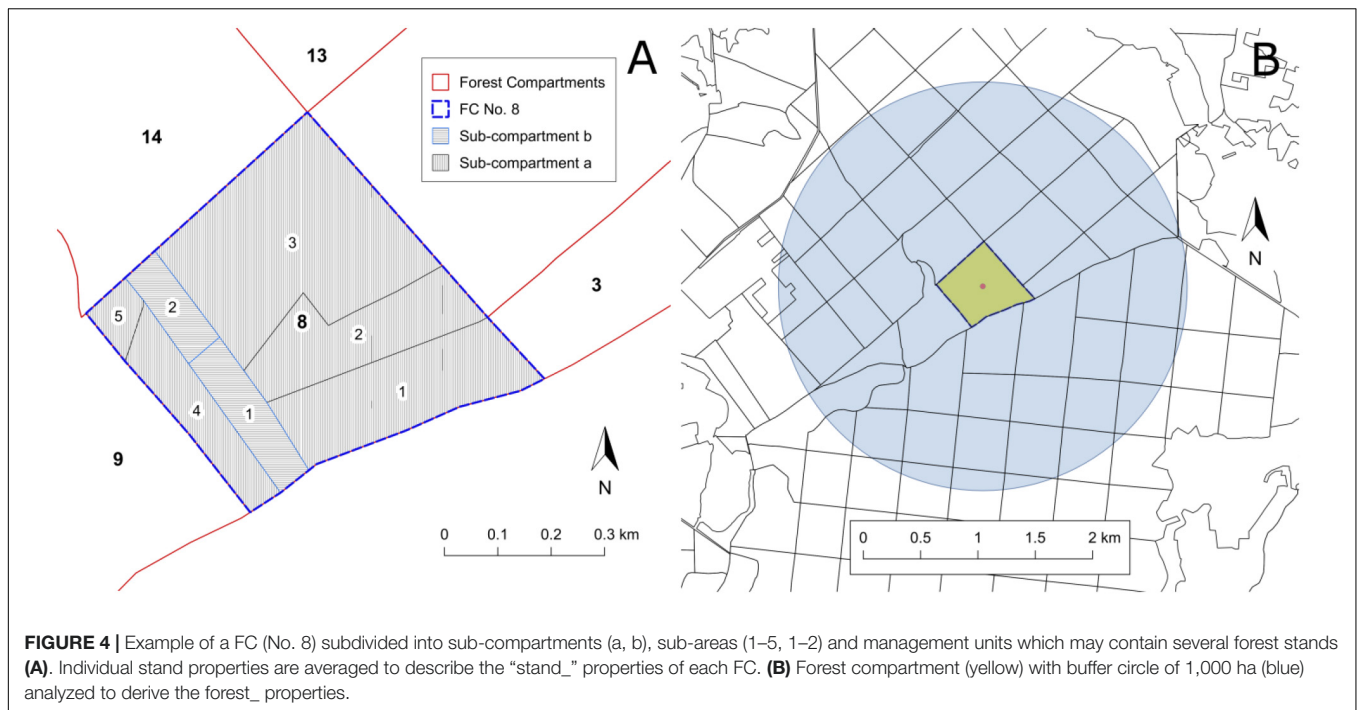 13
A
Forest Compartments
FC No. 8
Sub-compartment b
Sub-compartment a
14
3
3
2
8
5
2
1
4
1
9
N
0 0.1 0.2 0.3 km
B
N
0 0.5 1 1.5 2 km
FIGURE 4 | Example of a FC (No. 8) subdivided into sub-compartments (a, b), sub-areas (1–5, 1–2) and management units which may contain several forest stands
(A). Individual stand properties are averaged to describe the “stand_” properties of each FC. (B) Forest compartment (yellow) with buffer circle of 1,000 ha (blue)
analyzed to derive the forest_ properties.